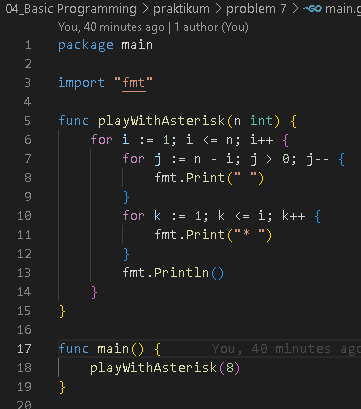 04_Basic Programming > praktikum > problem 7 > main.g
You, 40 minutes ago | 1 author (You)
1 package main
2
3 import "fmt"
4
5 func playWithAsterisk(n int) {
6 for i := 1; i <= n; i++ {
7 for j := n - i; j > 0; j-- {
8 fmt.Print(" ")
9 }
10 for k := 1; k <= i; k++ {
11 fmt.Print("* ")
12 }
13 fmt.Println()
14 }
15 }
16
17 func main() { You, 40 minutes ago
18 playWithAsterisk(8)
19 }